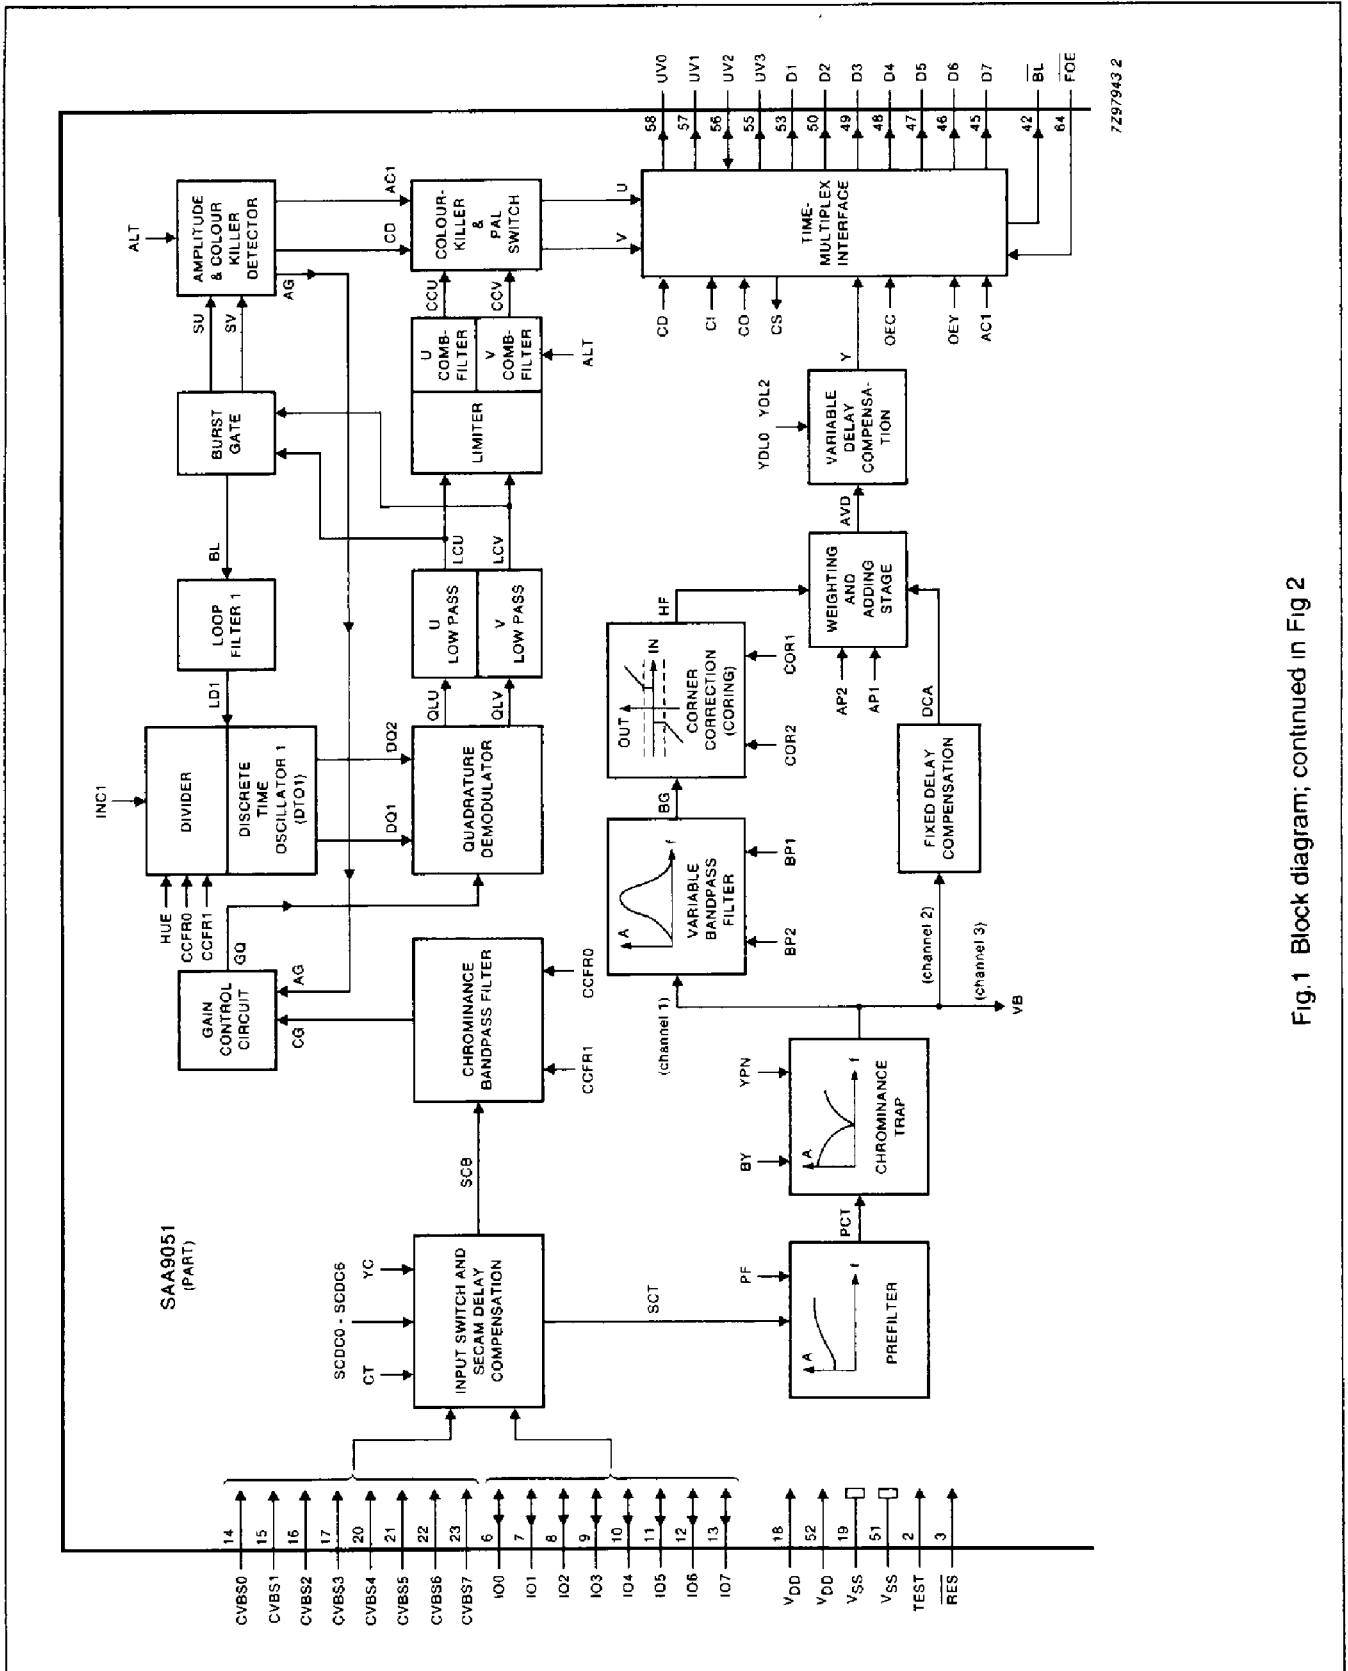 SAA9051
(PART)
CVBS0
14
CVBS1
15
CVBS2
16
CVBS3
17
CVBS4
20
CVBS5
21
CVBS6
22
CVBS7
23
IO0
6
IO1
7
IO2
8
IO3
9
IO4
10
IO5
11
IO6
12
IO7
13
VDD
18
VDD
52
VSS
19
VSS
51
TEST
2
RES
3
CT
SCDC0 - SCDC6
YC
INPUT SWITCH AND
SECAM DELAY
COMPENSATION
SCB
SCT
CHROMINANCE
BANDPASS FILTER
CCFR1
CCFR0
CG
AG
GAIN
CONTROL
CIRCUIT
GQ
HUE
CCFR0
CCFR1
INC1
DIVIDER
DISCRETE
TIME
OSCILLATOR 1
(DTO1)
LD1
LOOP
FILTER 1
BL
BURST
GATE
SU
SV
ALT
AMPLITUDE
& COLOUR
KILLER
DETECTOR
AG
CD
AC1
DQ1
DQ2
QUADRATURE
DEMODULATOR
QLU
QLV
U
LOW PASS
V
LOW PASS
LCU
LCV
LIMITER
U
COMB-
FILTER
V
COMB-
FILTER
ALT
CCU
CCV
COLOUR-
KILLER
&
PAL
SWITCH
V
U
PREFILTER
A
f
PF
PCT
BY
YPN
CHROMINANCE
TRAP
A
f
(channel 1)
(channel 2)
(channel 3)
VB
VARIABLE
BANDPASS
FILTER
A
f
BP2
BP1
BG
OUT
IN
CORNER
CORRECTION
(CORING)
COR2
COR1
HF
FIXED DELAY
COMPENSATION
DCA
AP2
AP1
WEIGHTING
AND
ADDING
STAGE
AVD
YDL0 YDL2
VARIABLE
DELAY
COMPENSA-
TION
Y
CD
CI
CO
CS
OEC
OEY
AC1
TIME-
MULTIPLEX
INTERFACE
58
UV0
57
UV1
56
UV2
55
UV3
53
D1
50
D2
49
D3
48
D4
47
D5
46
D6
45
D7
42
BL
64
FOE
7Z97943 2
Fig.1 Block diagram; continued in Fig 2